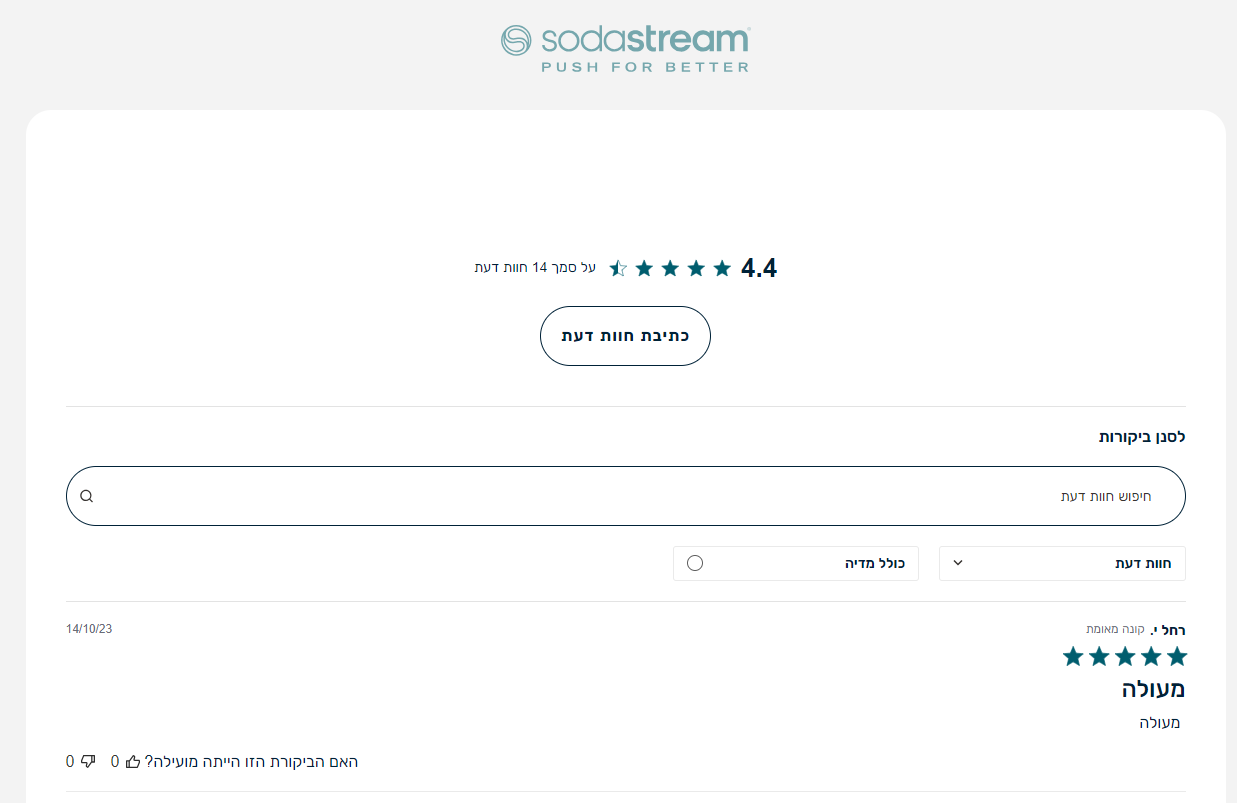 sodastream
PUSH FOR BETTER
4.4 על סמך 14 חוות דעת
כתיבת חוות דעת
לסנן ביקורות
חיפוש חוות דעת
חוות דעת
כולל מדיה
רחל י. קונה מאומת
14/10/23
מעולה
מעולה
האם הביקורת הזו הייתה מועילה? 0 0